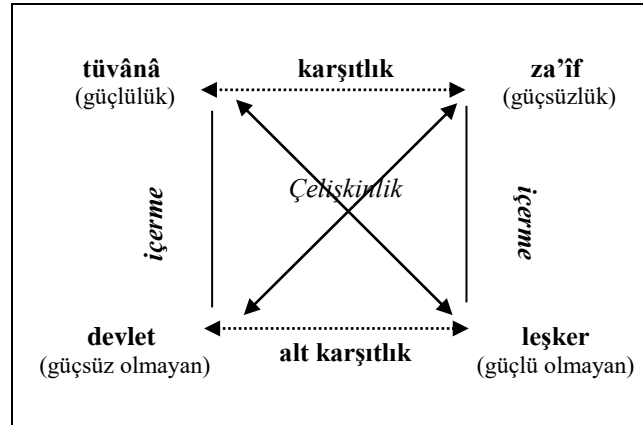 tüvânâ karşıtlık za’îf
(güçlülük) (güçsüzlük)
Çelişkinlik
içerme içerme
devlet alt karşıtlık leşker
(güçsüz olmayan) (güçlü olmayan)